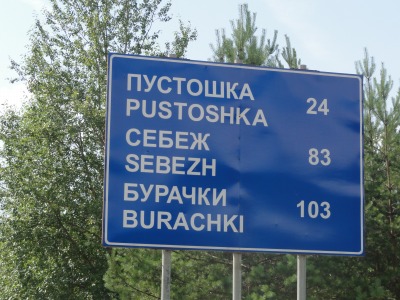 ПУСТОШКА
PUSTOSHKA 24
СЕБЕЖ
SEBEZH 83
БУРАЧКИ
BURACHKI 103